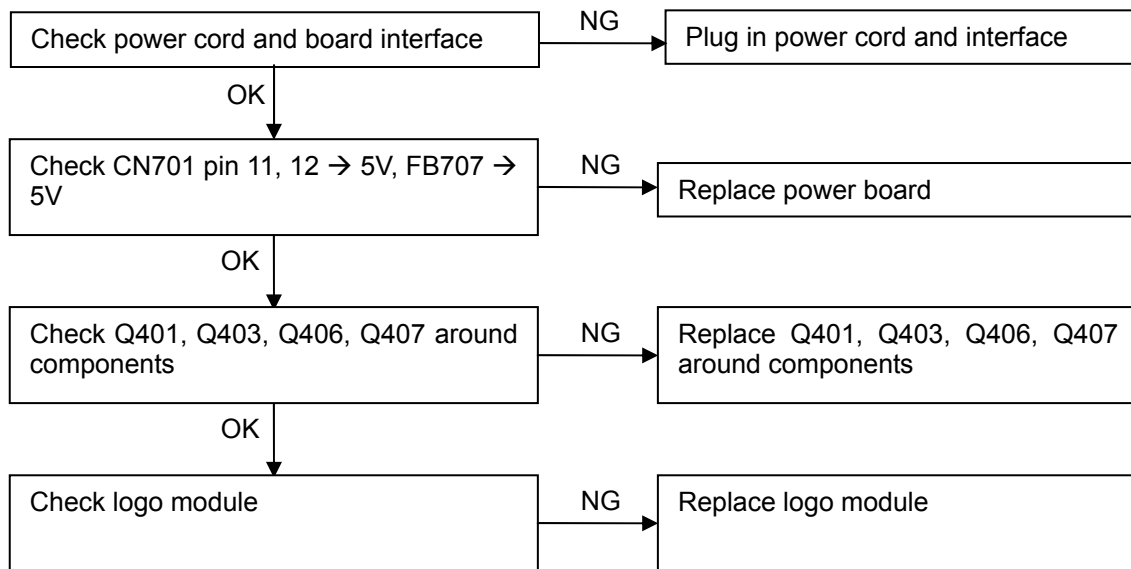 Check power cord and board interface
NG
Plug in power cord and interface
OK
Check CN701 pin 11, 12 → 5V, FB707 →
5V
NG
Replace power board
OK
Check Q401, Q403, Q406, Q407 around
components
NG
Replace Q401, Q403, Q406, Q407
around components
OK
Check logo module
NG
Replace logo module